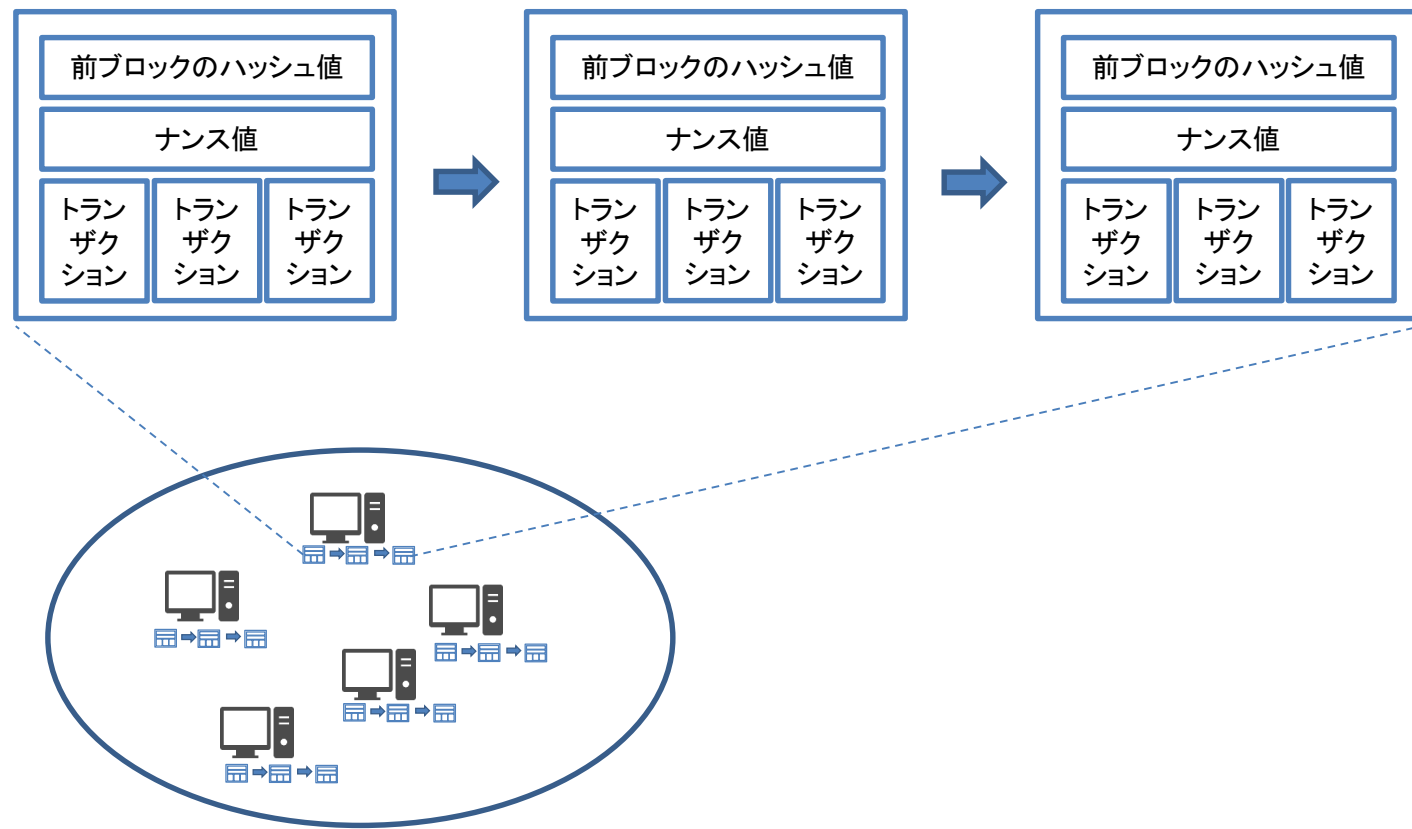 前ブロックのハッシュ値
ナンス値
トラン
ザク
ション
トラン
ザク
ション
トラン
ザク
ション
前ブロックのハッシュ値
ナンス値
トラン
ザク
ション
トラン
ザク
ション
トラン
ザク
ション
前ブロックのハッシュ値
ナンス値
トラン
ザク
ション
トラン
ザク
ション
トラン
ザク
ション